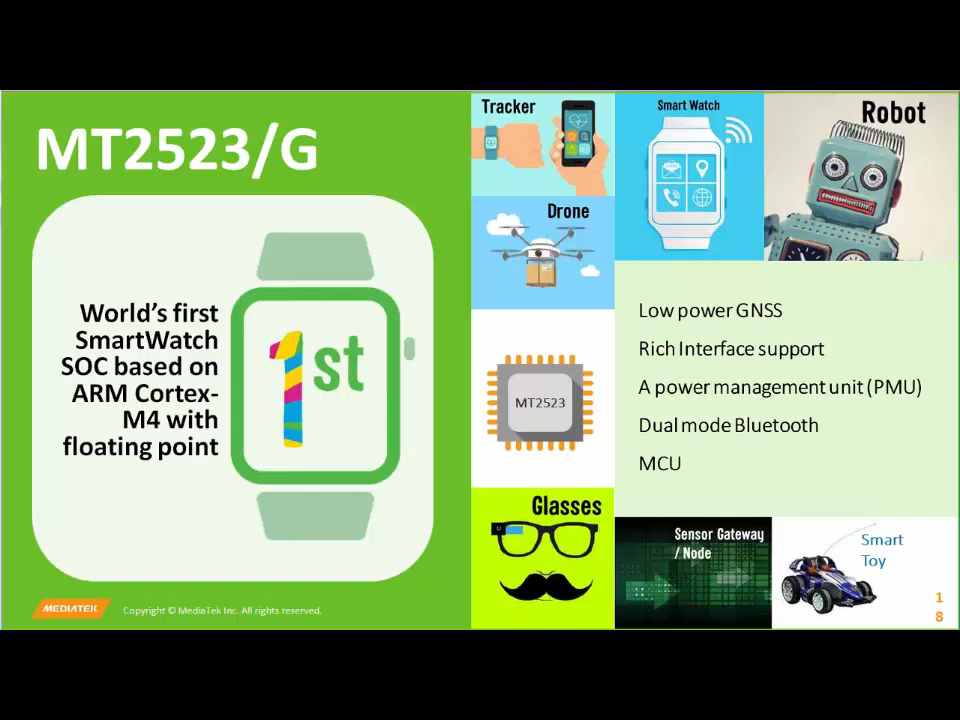 MT2523/G
World's first
SmartWatch
SOC based on
ARM Cortex-
M4 with
floating point
1st
MEDIATEK
Copyright © MediaTek Inc. All rights reserved.
Tracker
Smart Watch
Robot
Drone
MT2523
Low power GNSS
Rich Interface support
A power management unit (PMU)
Dual mode Bluetooth
MCU
Glasses
Sensor Gateway
/ Node
Smart
Toy
1
8